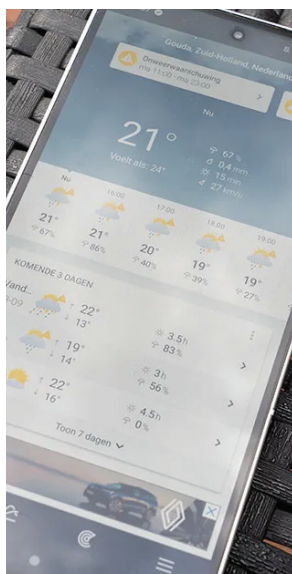 Gouda, Zuid-Holland, Nederland
Onweerwaarschuwing
ma 11:00 - ma 23:00
Nu
21°
Voelt als: 24°
67%
0,4 mm
15 min
27 km/u
Nu 16:00 17:00 18:00 19:00
21° 21° 20° 19° 19°
67% 86% 40% 39% 27%
KOMENDE 3 DAGEN
Vand...
22° 3.5h
13° 83%
19° 3h
14° 56%
22° 4.5h
16° 0%
Toon 7 dagen